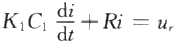 K₁C₁ di/dt + Ri = uᵣ